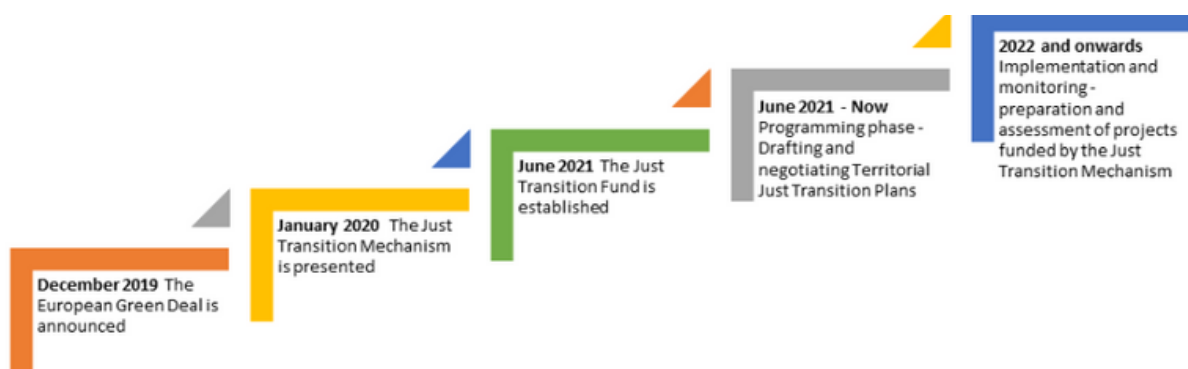 December 2019 The
European Green Deal is
announced
January 2020 The Just
Transition Mechanism
is presented
June 2021 The Just
Transition Fund is
established
June 2021 - Now
Programming phase -
Drafting and
negotiating Territorial
Just Transition Plans
2022 and onwards
Implementation and
monitoring -
preparation and
assessment of projects
funded by the Just
Transition Mechanism